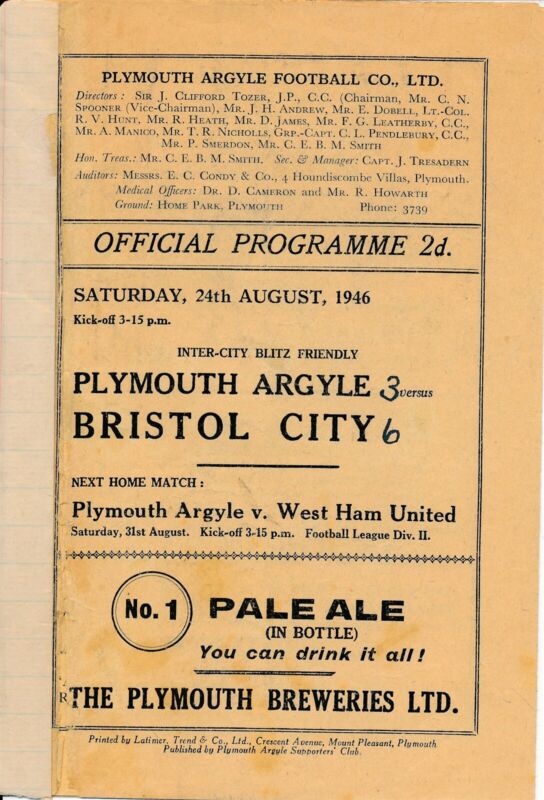 PLYMOUTH ARGYLE FOOTBALL CO., LTD.
Directors: SIR J. CLIFFORD TOZER, J.P., C.C. (Chairman, MR. C. N.
SPOONER (Vice-Chairman), MR. J. H. ANDREW, MR. E. DOBELL, LT.-COL.
R. V. HUNT, MR. R. HEATH, MR. D. JAMES, MR. F. G. LEATHERBY, C.C.,
MR. A. MANICO, MR. T. R. NICHOLLS, GRP.-CAPT. C. L. PENDLEBURY, C.C.,
MR. P. SMERDON, MR. C. E. B. M. SMITH
Hon. Treas.: MR. C. E. B. M. SMITH. Sec. & Manager: CAPT. J. TRESADERN
Auditors: MESSRS. E. C. CONDY & CO., 4 Houndiscombe Villas, Plymouth.
Medical Officers: DR. D. CAMERON and MR. R. HOWARTH
Ground: HOME PARK, PLYMOUTH Phone: 3739
OFFICIAL PROGRAMME 2d.
SATURDAY, 24th AUGUST, 1946
Kick-off 3-15 p.m.
INTER-CITY BLITZ FRIENDLY
PLYMOUTH ARGYLE 3 versus
BRISTOL CITY 6
NEXT HOME MATCH:
Plymouth Argyle v. West Ham United
Saturday, 31st August. Kick-off 3-15 p.m. Football League Div. II.
No. 1 PALE ALE
(IN BOTTLE)
You can drink it all!
R THE PLYMOUTH BREWERIES LTD.
Printed by Latimer, Trend & Co., Ltd., Crescent Avenue, Mount Pleasant, Plymouth
Published by Plymouth Argyle Supporters' Club.